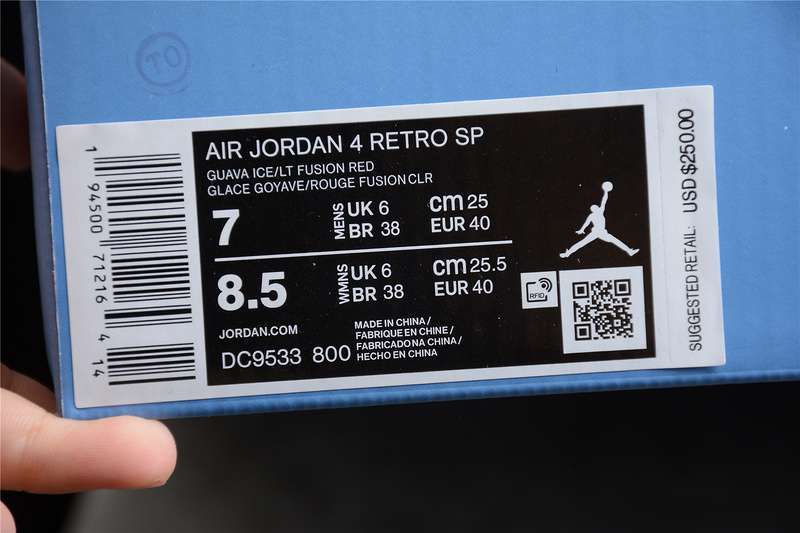 TO
AIR JORDAN 4 RETRO SP
GUAVA ICE/LT FUSION RED
GLACE GOYAVE/ROUGE FUSION CLR
7
MENS
UK 6
BR 38
cm 25
EUR 40
8.5
WMNS
UK 6
BR 38
cm 25.5
EUR 40
RFID
JORDAN.COM
DC9533 800
MADE IN CHINA/
FABRIQUE EN CHINE/
FABRICADO NA CHINA/
HECHO EN CHINA
1 94500 71216 4 14
SUGGESTED RETAIL: USD $250.00